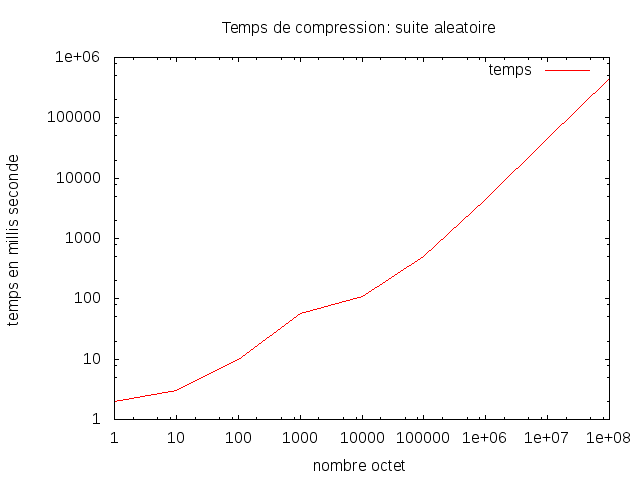 Temps de compression: suite aleatoire
temps
1e+06
100000
10000
1000
100
10
1
temps en millis seconde
1 10 100 1000 10000 100000 1e+06 1e+07 1e+08
nombre octet